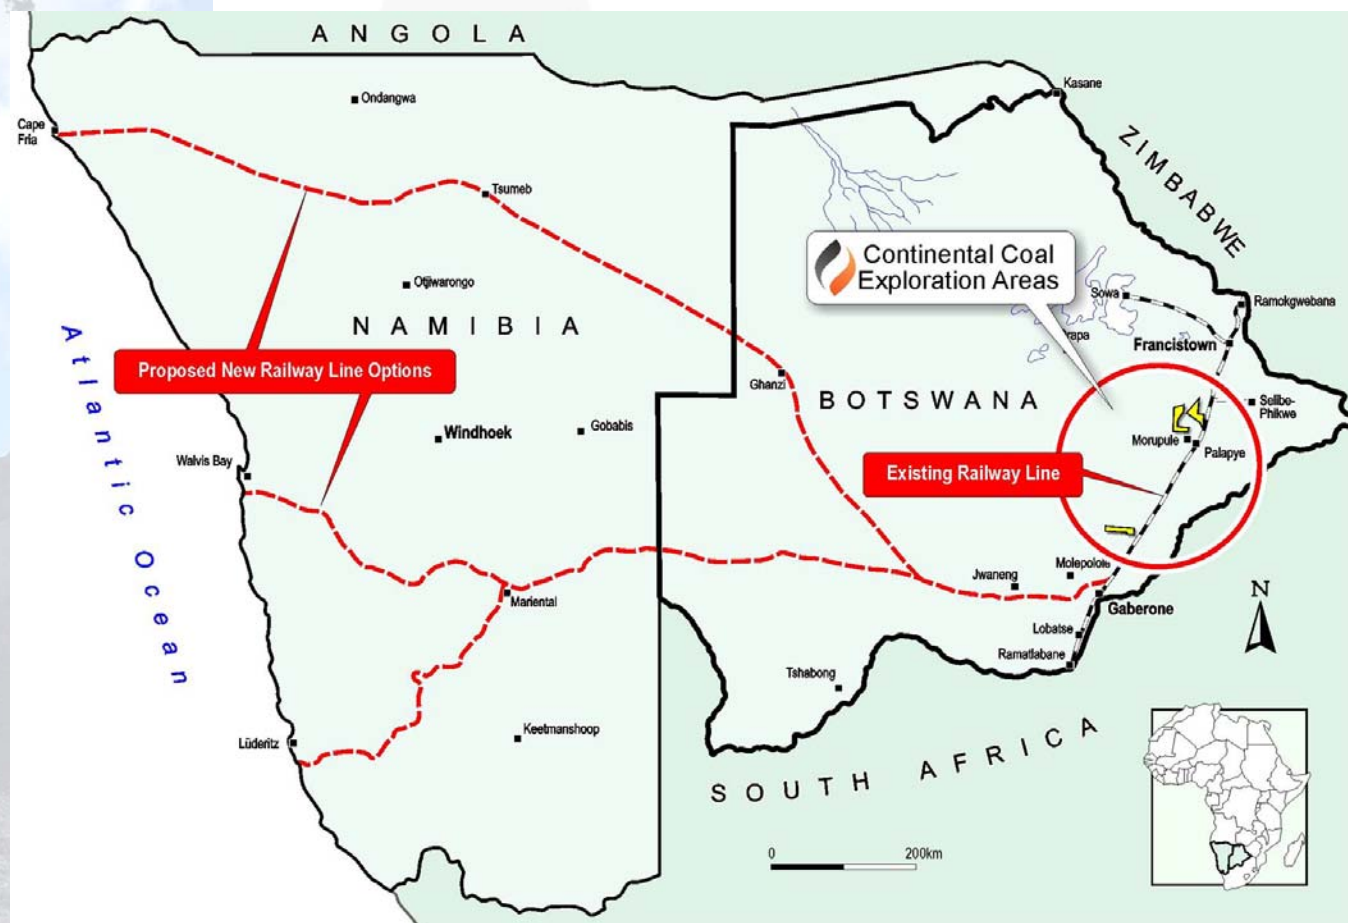 ANGOLA
Kasane
Ondangwa
Cape
Fria
ZIMBABWE
Tsumeb
Continental Coal
Exploration Areas
Otjiwarongo
Sowa
Ramokgwebana
NAMIBIA
rapa
Francistown
Atlantic Ocean
Proposed New Railway Line Options
Ghanzi
BOTSWANA
Selibe-
Phikwe
Windhoek
Gobabis
Morupule
Palapye
Walvis Bay
Existing Railway Line
Molepolole
Jwaneng
Mariental
Gaberone
N
Lobatse
Ramatlabane
Tshabong
Lüderitz
Keetmanshoop
SOUTH AFRICA
0 200km